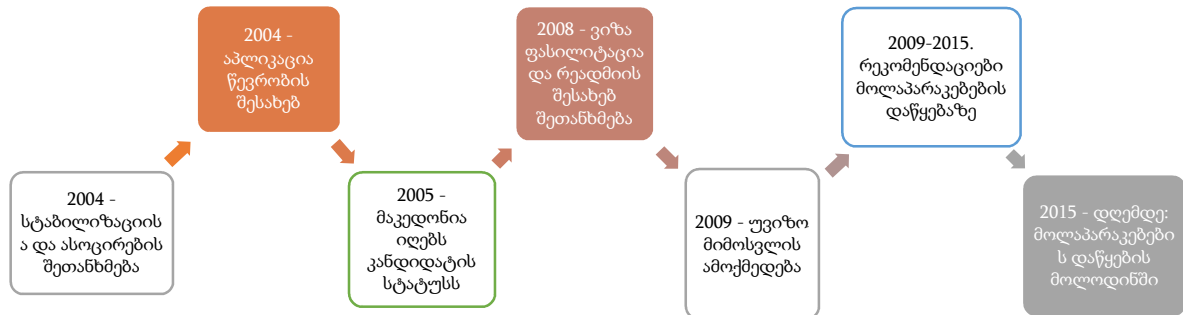 2004 -
სტაბილიზაციის
ა და ასოცირების
შეთანხმება
2004 -
აპლიკაცია
წევრობის
შესახებ
2005 -
მაკედონია
იღებს
კანდიდატის
სტატუსს
2008 - ვიზა
ფასილიტაცია
და რეადმიის
შესახებ
შეთანხმება
2009 - უვიზო
მიმოსვლის
ამოქმედება
2009-2015.
რეკომენდაციები
მოლაპარაკებების
დაწყებაზე
2015 - დღემდე:
მოლაპარაკებები
ს დაწყების
მოლოდინში